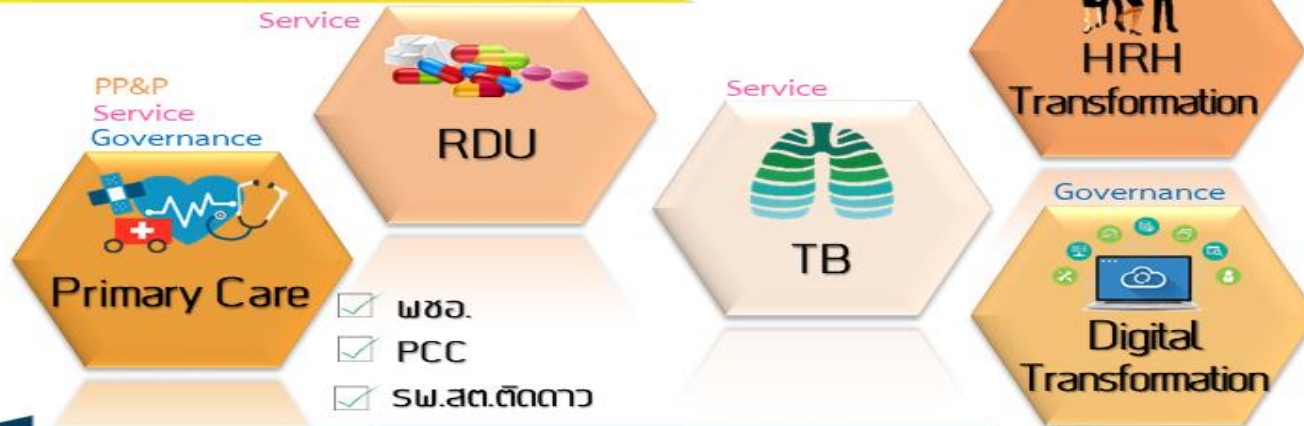 Service
RDU
PP&P
Service
Governance
Primary Care
พชอ.
PCC
รพ.สต.ติดดาว
Service
TB
HRH
Transformation
Governance
Digital
Transformation